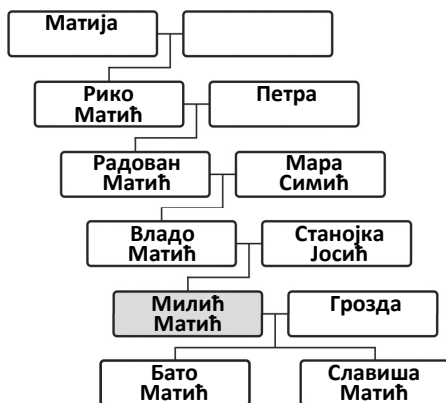 Матија
Рико
Матић
Петра
Радован
Матић
Мара
Симић
Владо
Матић
Станојка
Јосић
Милић
Матић
Грозда
Бато
Матић
Славиша
Матић